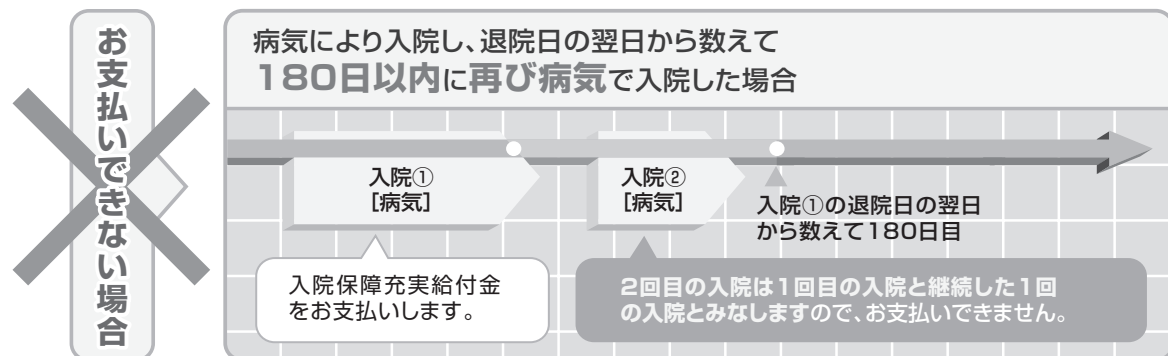 お支払いできない場合
病気により入院し、退院日の翌日から数えて
180日以内に再び病気で入院した場合
入院①
[病気]
入院②
[病気]
入院①の退院日の翌日
から数えて180日目
入院保障充実給付金
をお支払いします。
2回目の入院は1回目の入院と継続した1回
の入院とみなしますので、お支払いできません。